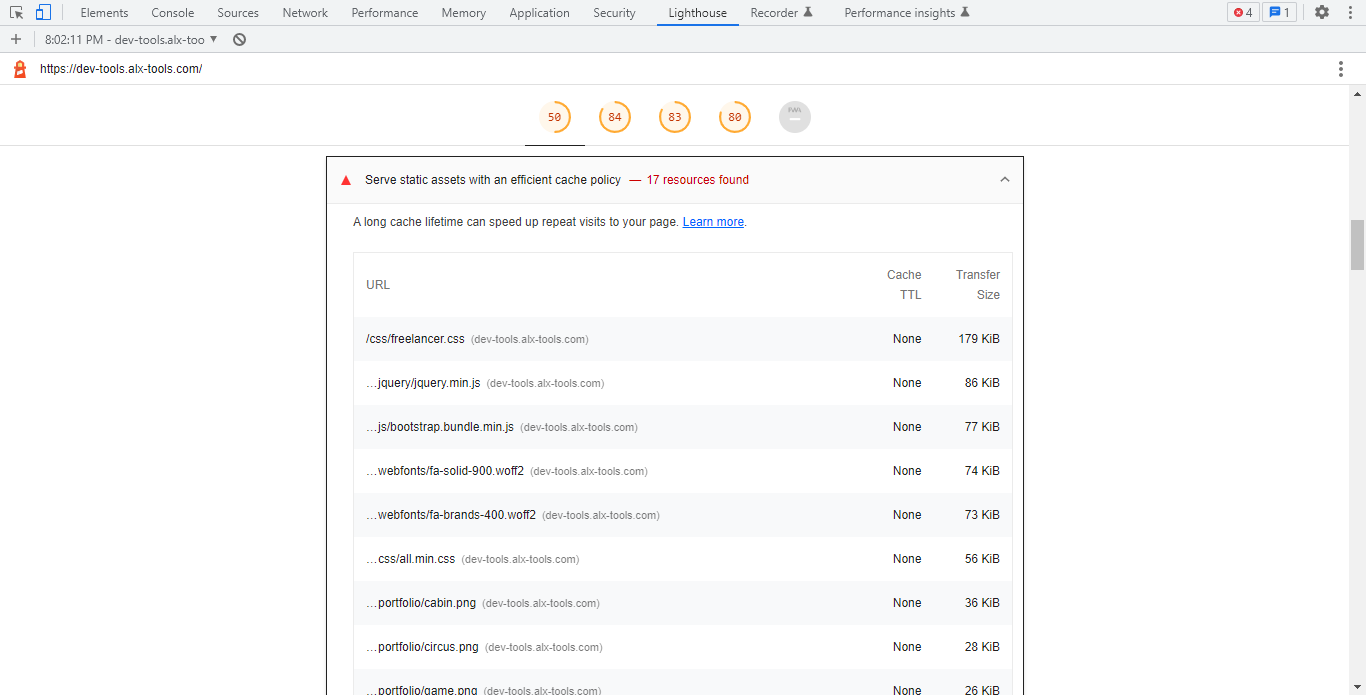 Elements Console Sources Network Performance Memory Application Security Lighthouse Recorder Performance insights 4 1
8:02:11 PM - dev-tools.alx-too
https://dev-tools.alx-tools.com/
50 84 83 80 PWA
Serve static assets with an efficient cache policy — 17 resources found
A long cache lifetime can speed up repeat visits to your page. Learn more.
URL Cache TTL Transfer Size
/css/freelancer.css (dev-tools.alx-tools.com) None 179 KiB
…jquery/jquery.min.js (dev-tools.alx-tools.com) None 86 KiB
…js/bootstrap.bundle.min.js (dev-tools.alx-tools.com) None 77 KiB
…webfonts/fa-solid-900.woff2 (dev-tools.alx-tools.com) None 74 KiB
…webfonts/fa-brands-400.woff2 (dev-tools.alx-tools.com) None 73 KiB
…css/all.min.css (dev-tools.alx-tools.com) None 56 KiB
…portfolio/cabin.png (dev-tools.alx-tools.com) None 36 KiB
…portfolio/circus.png (dev-tools.alx-tools.com) None 28 KiB
…portfolio/game.png (dev-tools.alx-tools.com) None 26 KiB